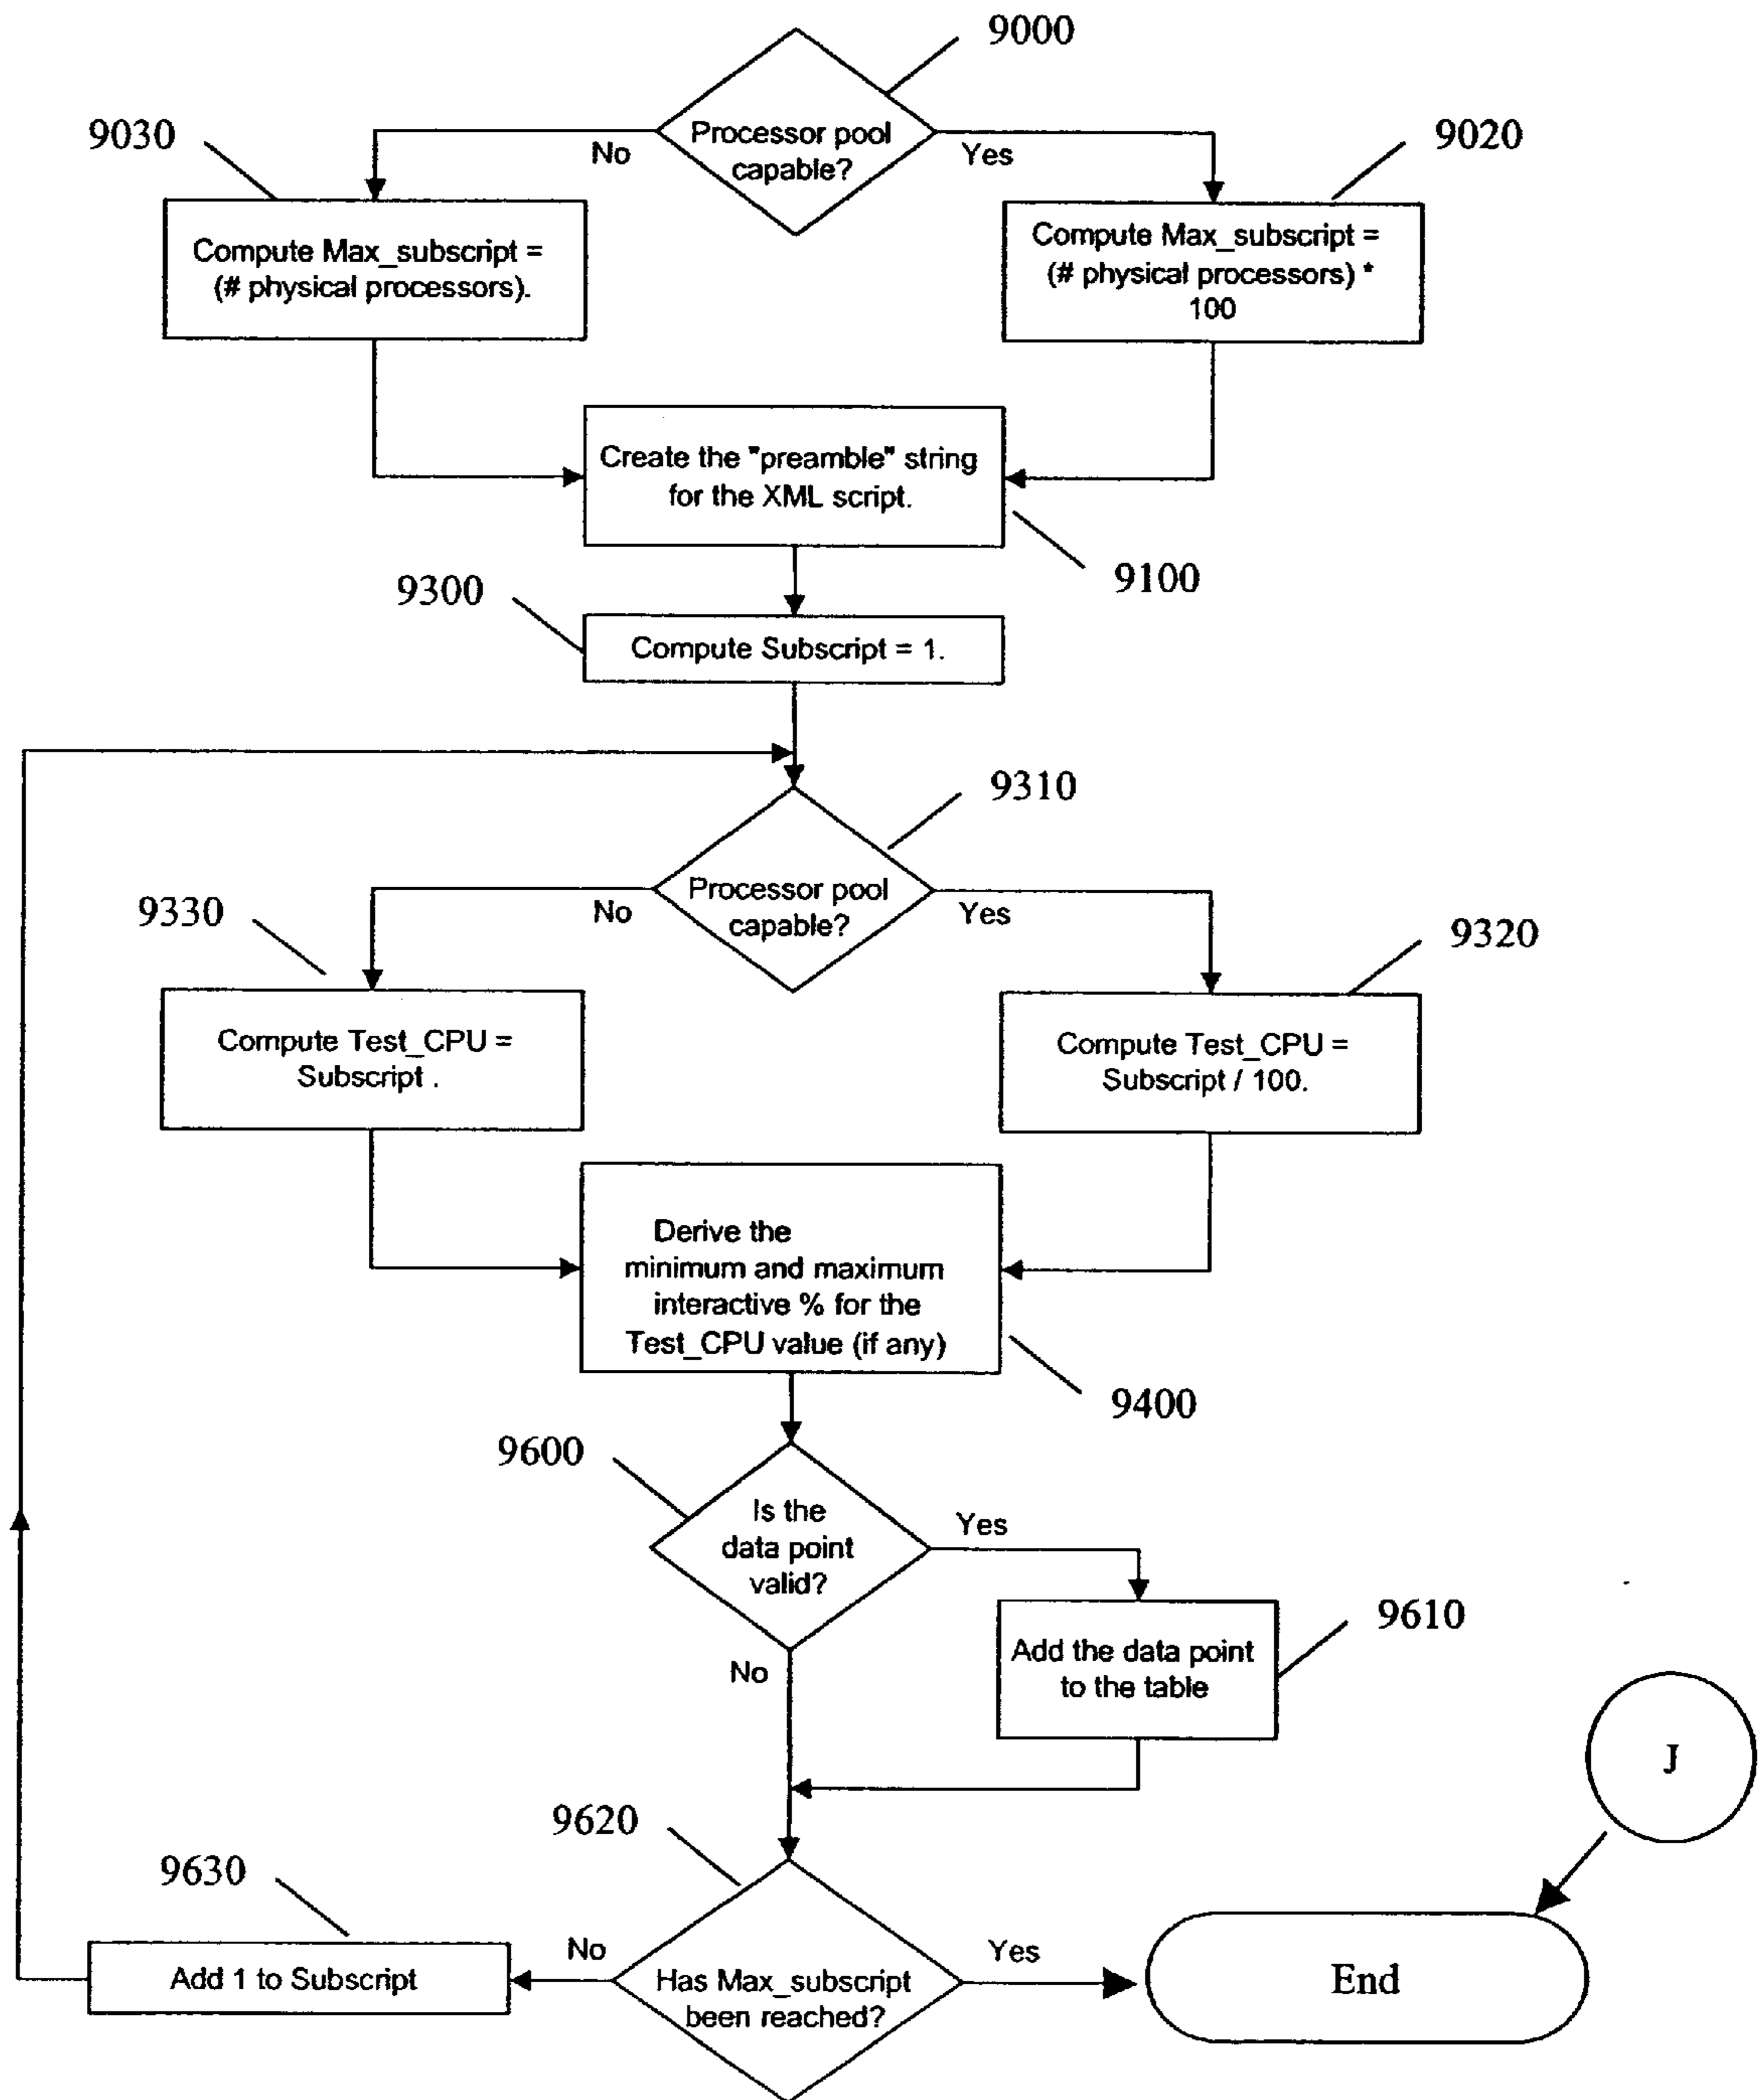 9000
Processor pool
capable?
No
Yes
9030
9020
Compute Max_subscript =
(# physical processors).
Compute Max_subscript =
(# physical processors) *
100
Create the "preamble" string
for the XML script.
9100
9300
Compute Subscript = 1.
9310
Processor pool
capable?
No
Yes
9330
9320
Compute Test_CPU =
Subscript .
Compute Test_CPU =
Subscript / 100.
Derive the
minimum and maximum
interactive % for the
Test_CPU value (if any)
9400
9600
Is the
data point
valid?
Yes
No
9610
Add the data point
to the table
J
9620
9630
Add 1 to Subscript
No
Has Max_subscript
been reached?
Yes
End